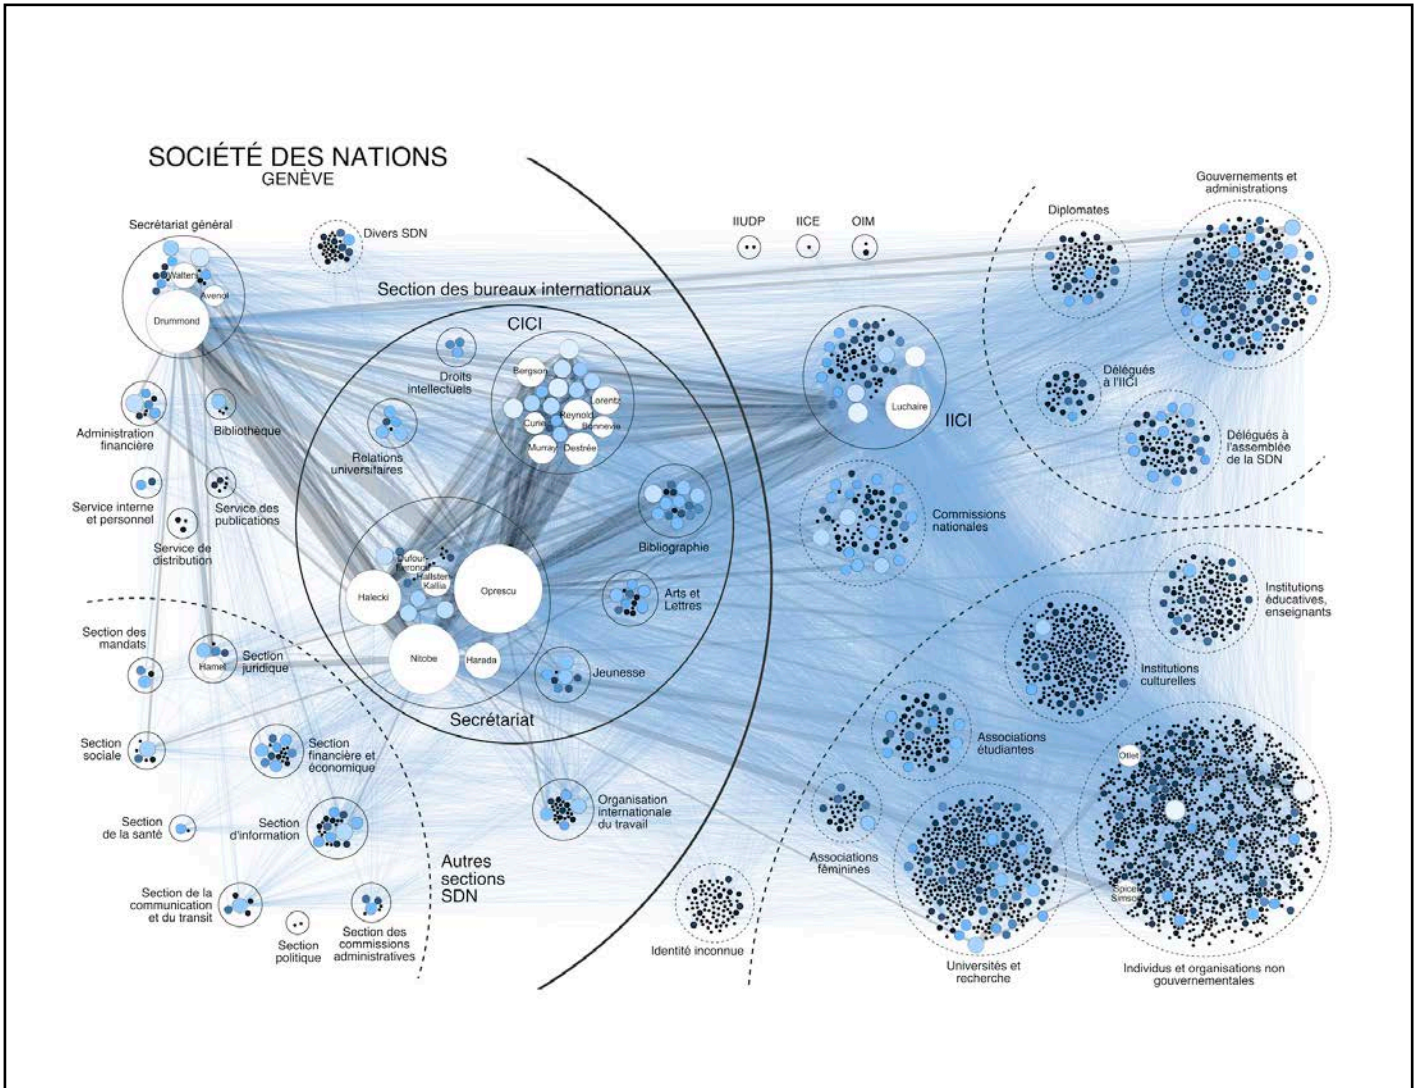 SOCIÉTÉ DES NATIONS
GENÈVE
Secrétariat général
Divers SDN
Walters
Avenol
Drummond
Section des bureaux internationaux
CICI
Droits
intellectuels
Bergson
Lorentz
Curie
Reynold
Bonnevie
Murray
Destrée
Relations
universitaires
Administration
financière
Bibliothèque
Service interne
et personnel
Service des
publications
Service de
distribution
Bibliographie
Dufour-
Feronce
Hallsten-
Kallia
Halecki
Oprescu
Nitobe
Harada
Arts et
Lettres
Jeunesse
Secrétariat
Section des
mandats
Hamel
Section
juridique
Section
sociale
Section
financière et
économique
Section
de la santé
Section
d'information
Section de la
communication
et du transit
Section
politique
Section des
commissions
administratives
Autres
sections
SDN
Organisation
internationale
du travail
IIUDP
IICE
OIM
Luchaire
IICI
Commissions
nationales
Diplomates
Gouvernements et
administrations
Délégués
à l'IICI
Délégués à
l'assemblée
de la SDN
Institutions
éducatives,
enseignants
Institutions
culturelles
Associations
étudiantes
Associations
féminines
Otlet
Spicer
Simson
Identité inconnue
Universités et
recherche
Individus et organisations non
gouvernementales